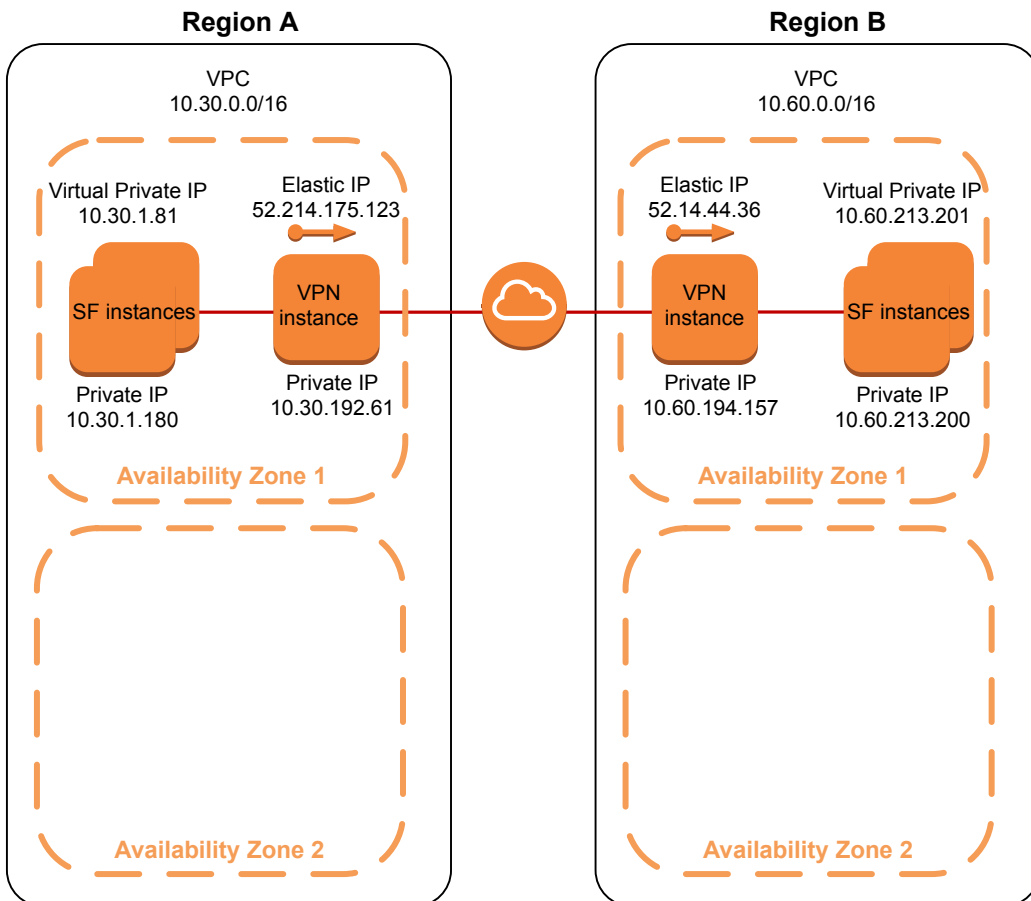 Region A
VPC
10.30.0.0/16
Virtual Private IP
10.30.1.81
Elastic IP
52.214.175.123
SF instances
VPN
instance
Private IP
10.30.1.180
Private IP
10.30.192.61
Availability Zone 1
Availability Zone 2
Region B
VPC
10.60.0.0/16
Elastic IP
52.14.44.36
Virtual Private IP
10.60.213.201
VPN
instance
SF instances
Private IP
10.60.194.157
Private IP
10.60.213.200
Availability Zone 1
Availability Zone 2